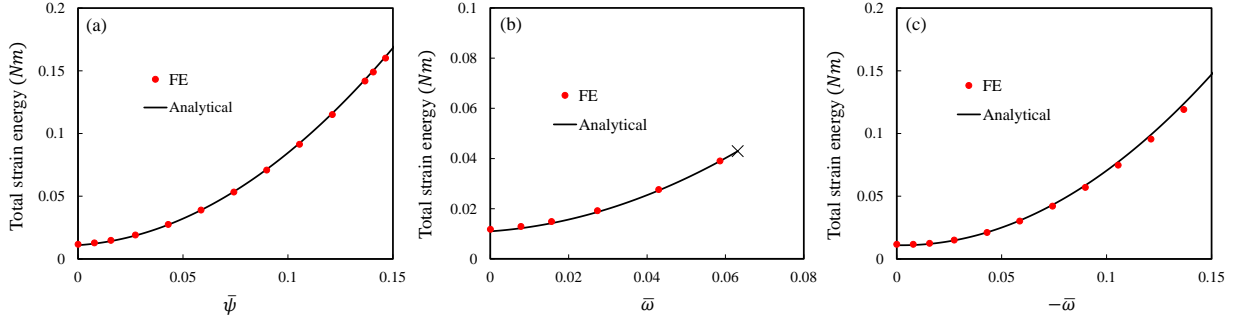 (a)
Total strain energy (Nm)
0.2
0.15
0.1
0.05
0
FE
Analytical
0
0.05
0.1
0.15
ψ̄
(b)
Total strain energy (Nm)
0.1
0.08
0.06
0.04
0.02
0
FE
Analytical
0
0.02
0.04
0.06
0.08
ω̄
(c)
Total strain energy (Nm)
0.2
0.15
0.1
0.05
0
FE
Analytical
0
0.05
0.1
0.15
−ω̄